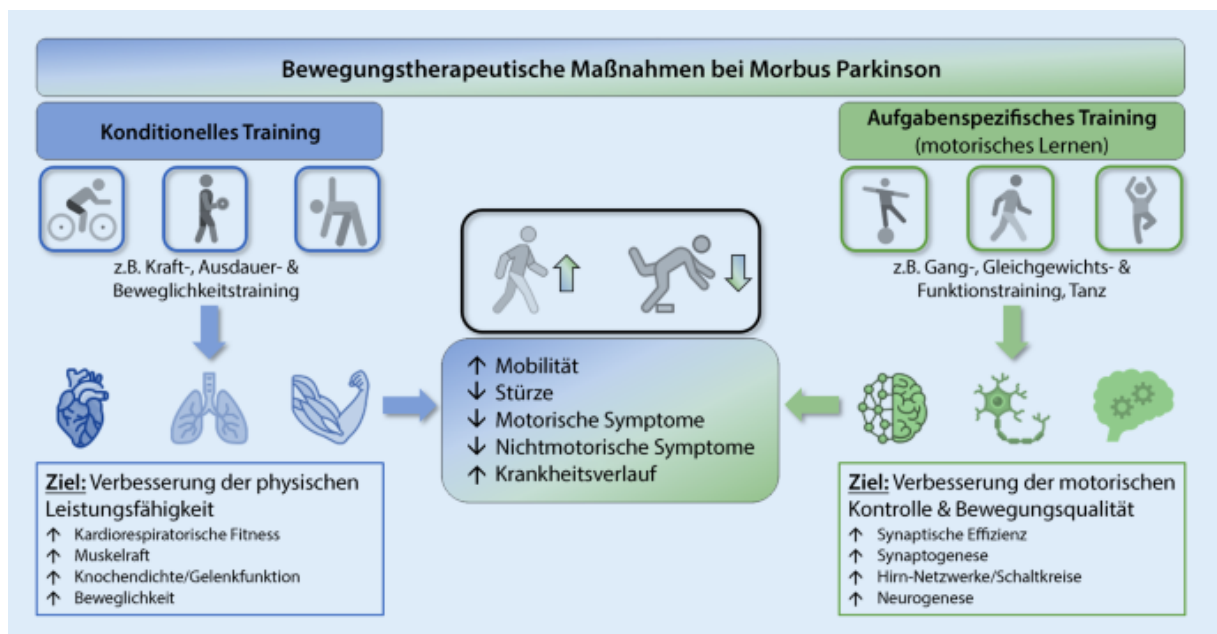 Bewegungstherapeutische Maßnahmen bei Morbus Parkinson
Konditionelles Training
z.B. Kraft-, Ausdauer- &
Beweglichkeitstraining
Ziel: Verbesserung der physischen
Leistungsfähigkeit
↑ Kardiorespiratorische Fitness
↑ Muskelraft
↑ Knochendichte/Gelenkfunktion
↑ Beweglichkeit
↑ Mobilität
↓ Stürze
↓ Motorische Symptome
↓ Nichtmotorische Symptome
↑ Krankheitsverlauf
Aufgabenspezifisches Training
(motorisches Lernen)
z.B. Gang-, Gleichgewichts- &
Funktionstraining, Tanz
Ziel: Verbesserung der motorischen
Kontrolle & Bewegungsqualität
↑ Synaptische Effizienz
↑ Synaptogenese
↑ Hirn-Netzwerke/Schaltkreise
↑ Neurogenese